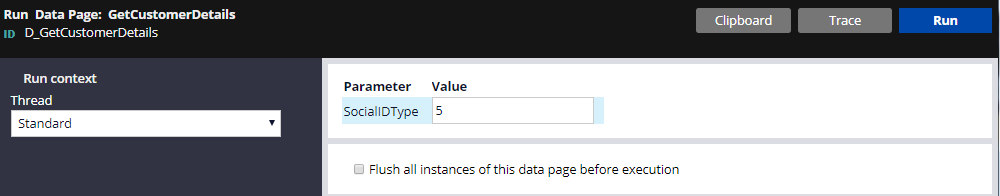 Run Data Page: GetCustomerDetails
ID D_GetCustomerDetails
Clipboard Trace Run
Run context
Thread
Standard
Parameter Value
SocialIDType 5
Flush all instances of this data page before execution